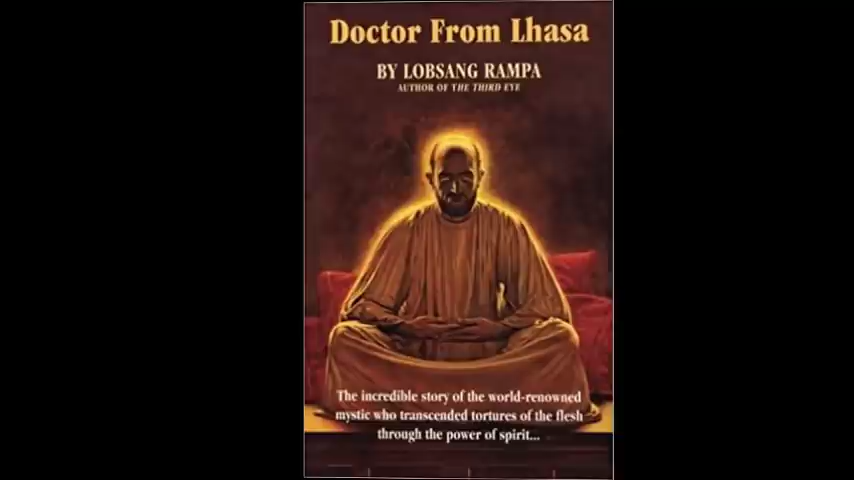 Doctor From Lhasa
BY LOBSANG RAMPA
AUTHOR OF THE THIRD EYE
The incredible story of the world-renowned
mystic who transcended tortures of the flesh
through the power of spirit...